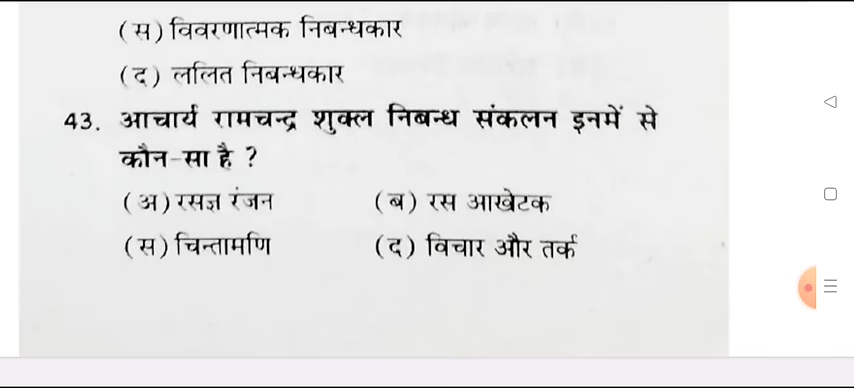 (स) विवरणात्मक निबन्धकार
(द) ललित निबन्धकार
43. आचार्य रामचन्द्र शुक्ल निबन्ध संकलन इनमें से
कौन-सा है ?
(अ) रसज्ञ रंजन (ब) रस आखेटक
(स) चिन्तामणि (द) विचार और तर्क